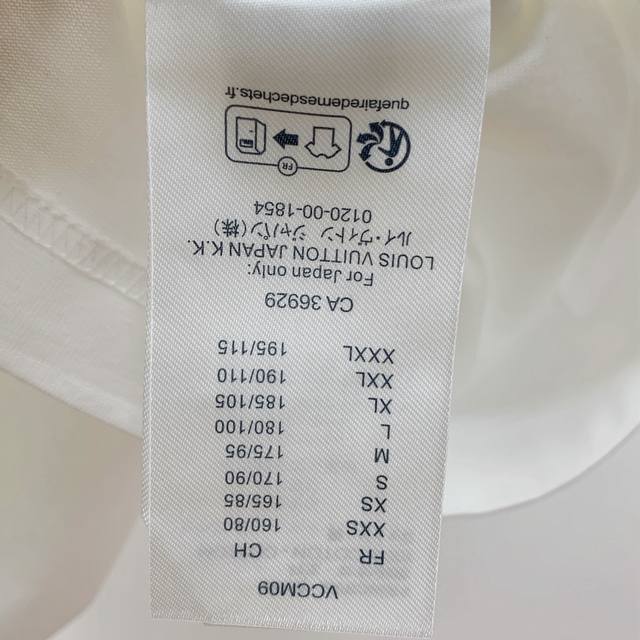 VCCM09
FR CH
XXS 160/80
XS 165/85
S 170/90
M 175/95
L 180/100
XL 185/105
XXL 190/110
XXXL 195/115
CA 36929
For Japan only:
LOUIS VUITTON JAPAN K.K.
ルイ・ヴィトン ジャパン(株)
0120-00-1854
FR
quefairedemesdechets.fr